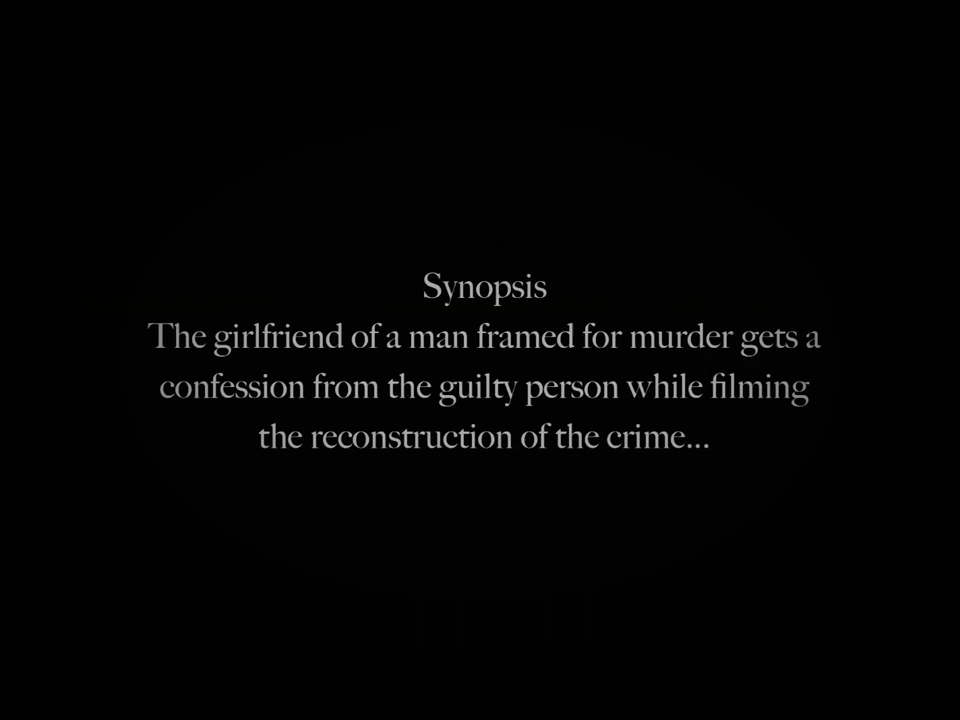 Synopsis
The girlfriend of a man framed for murder gets a
confession from the guilty person while filming
the reconstruction of the crime...